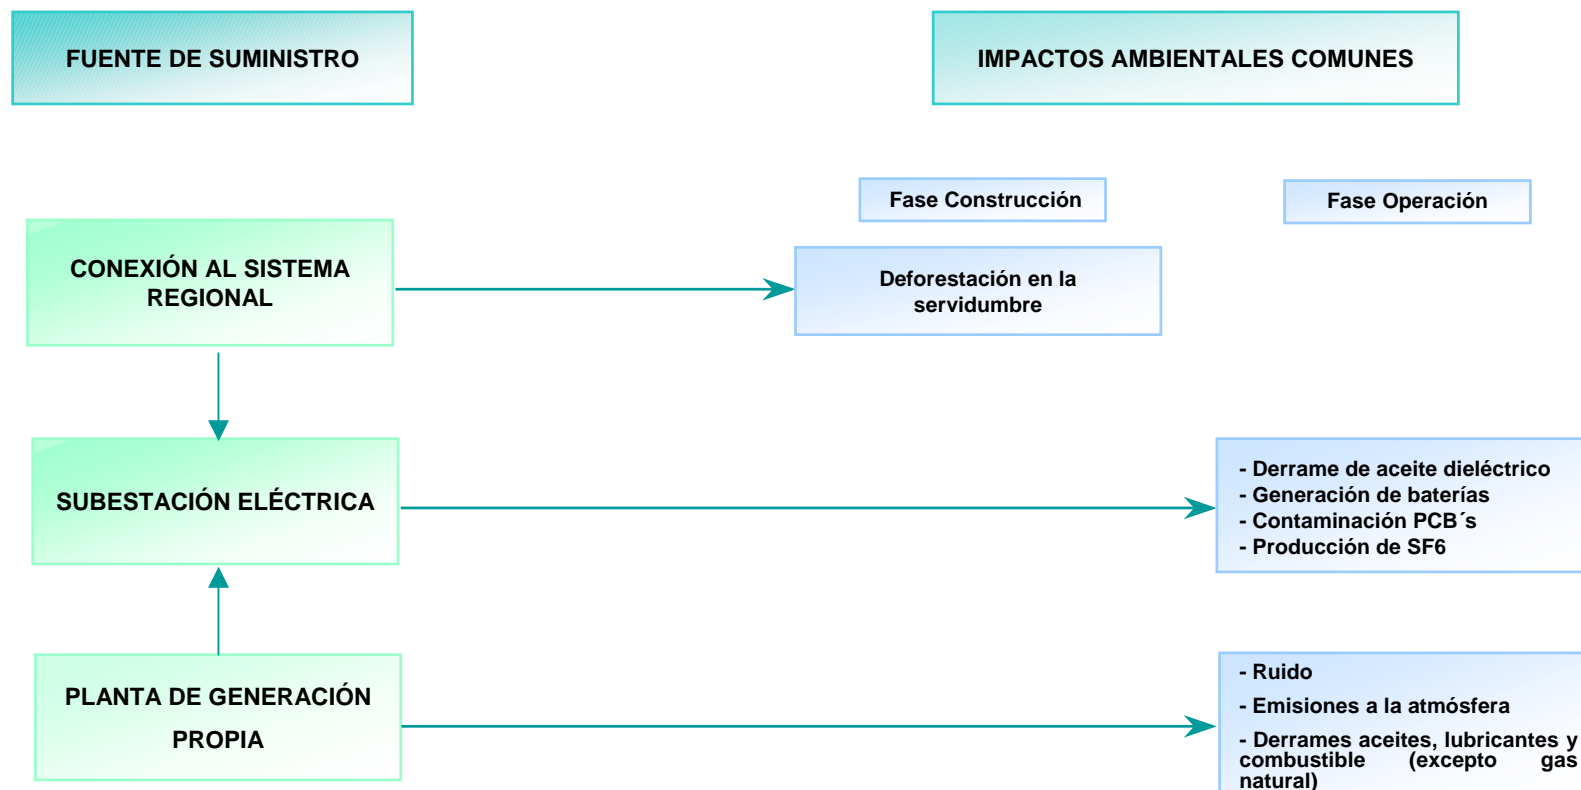 FUENTE DE SUMINISTRO
IMPACTOS AMBIENTALES COMUNES
Fase Construcción
Fase Operación
CONEXIÓN AL SISTEMA
REGIONAL
Deforestación en la
servidumbre
SUBESTACIÓN ELÉCTRICA
- Derrame de aceite dieléctrico
- Generación de baterías
- Contaminación PCB´s
- Producción de SF6
PLANTA DE GENERACIÓN
PROPIA
- Ruido
- Emisiones a la atmósfera
- Derrames aceites, lubricantes y
combustible (excepto gas
natural)